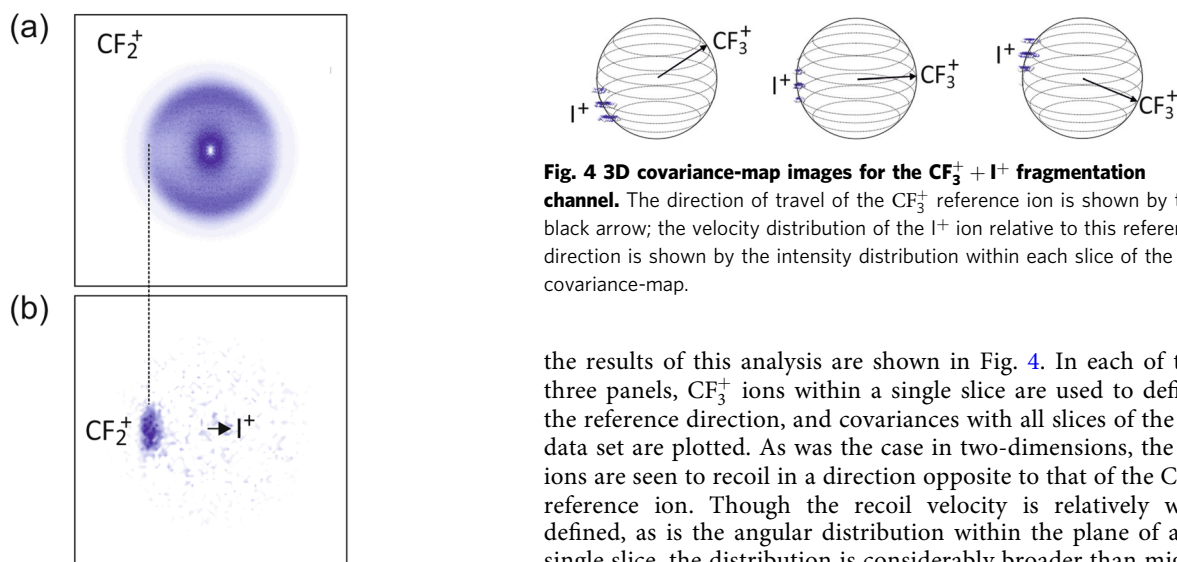 (a)
CF₂⁺
(b)
CF₂⁺
I⁺
CF₃⁺
I⁺
CF₃⁺
I⁺
CF₃⁺
I⁺
Fig. 4 3D covariance-map images for the CF₃⁺ + I⁺ fragmentation
channel. The direction of travel of the CF₃⁺ reference ion is shown by
black arrow; the velocity distribution of the I⁺ ion relative to this
direction is shown by the intensity distribution within each slice of the
covariance-map.
the results of this analysis are shown in Fig. 4. In each of
three panels, CF₃⁺ ions within a single slice are used to
the reference direction, and covariances with all slices of the
data set are plotted. As was the case in two-dimensions, the
ions are seen to recoil in a direction opposite to that of the
reference ion. Though the recoil velocity is relatively
defined, as is the angular distribution within the plane of
single slice, the distribution is considerably broader than